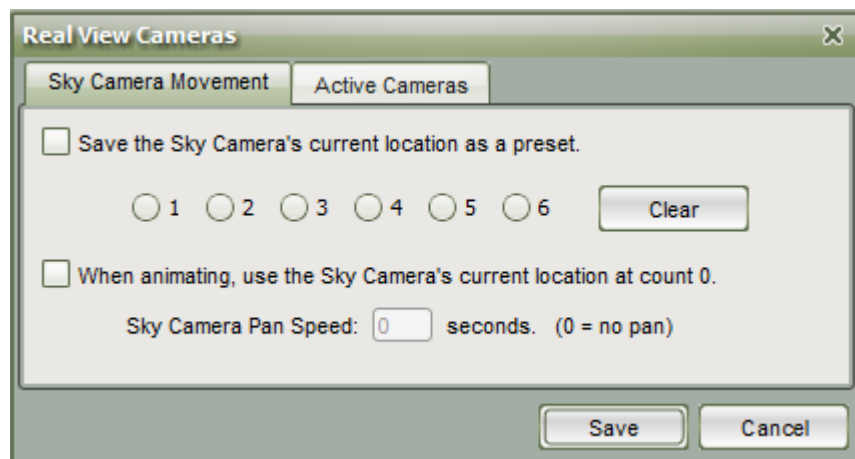 Real View Cameras
Sky Camera Movement
Active Cameras
Save the Sky Camera's current location as a preset.
1 2 3 4 5 6 Clear
When animating, use the Sky Camera's current location at count 0.
Sky Camera Pan Speed: 0 seconds. (0 = no pan)
Save Cancel